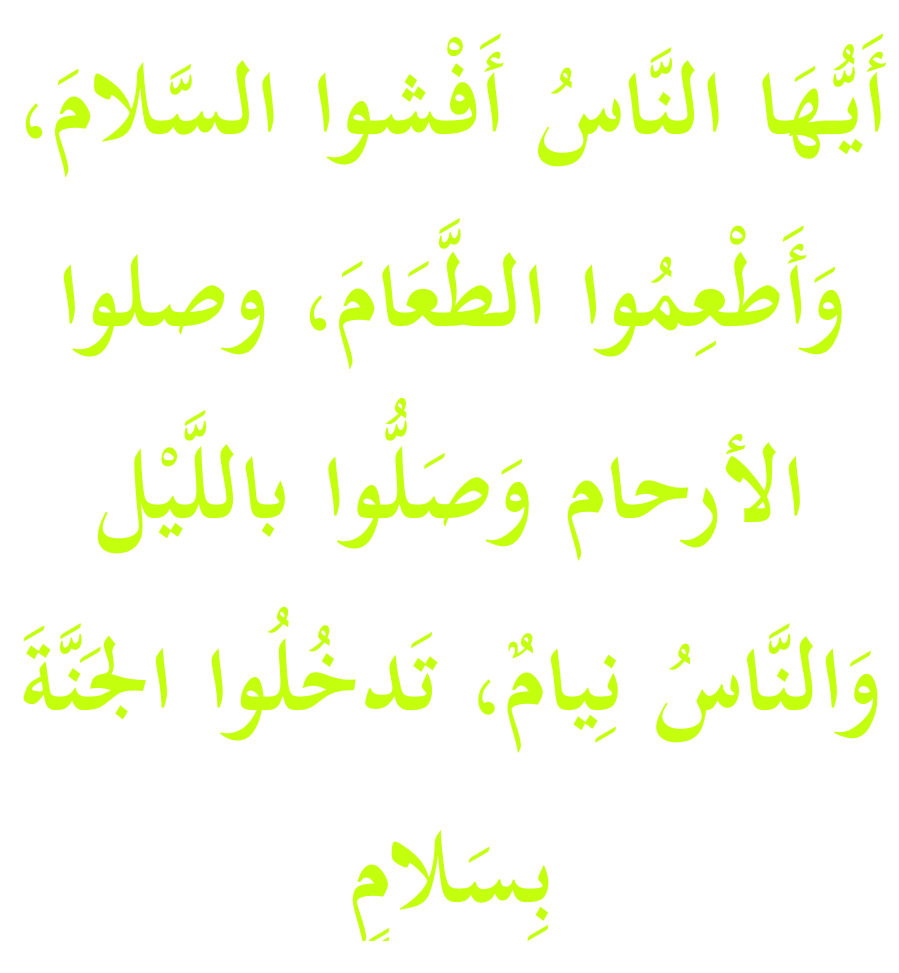 أَيُّهَا النَّاسُ أَفْشوا السَّلامَ،
وَأَطْعِمُوا الطَّعَامَ، وصلوا
الأرحام وَصَلُّوا باللَّيْل
وَالنَّاسُ نِيامٌ، تَدخُلُوا الجَنَّةَ
بِسَلامٍ